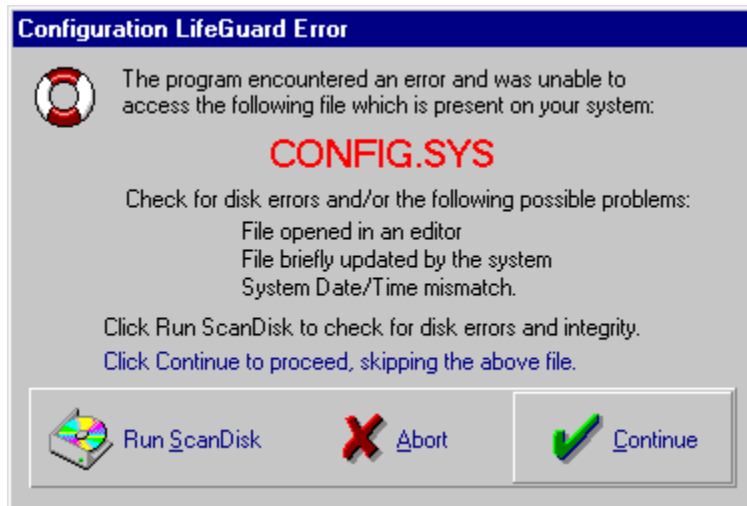 Configuration LifeGuard Error
The program encountered an error and was unable to
access the following file which is present on your system:
CONFIG.SYS
Check for disk errors and/or the following possible problems:
File opened in an editor
File briefly updated by the system
System Date/Time mismatch.
Click Run ScanDisk to check for disk errors and integrity.
Click Continue to proceed, skipping the above file.
Run ScanDisk
Abort
Continue